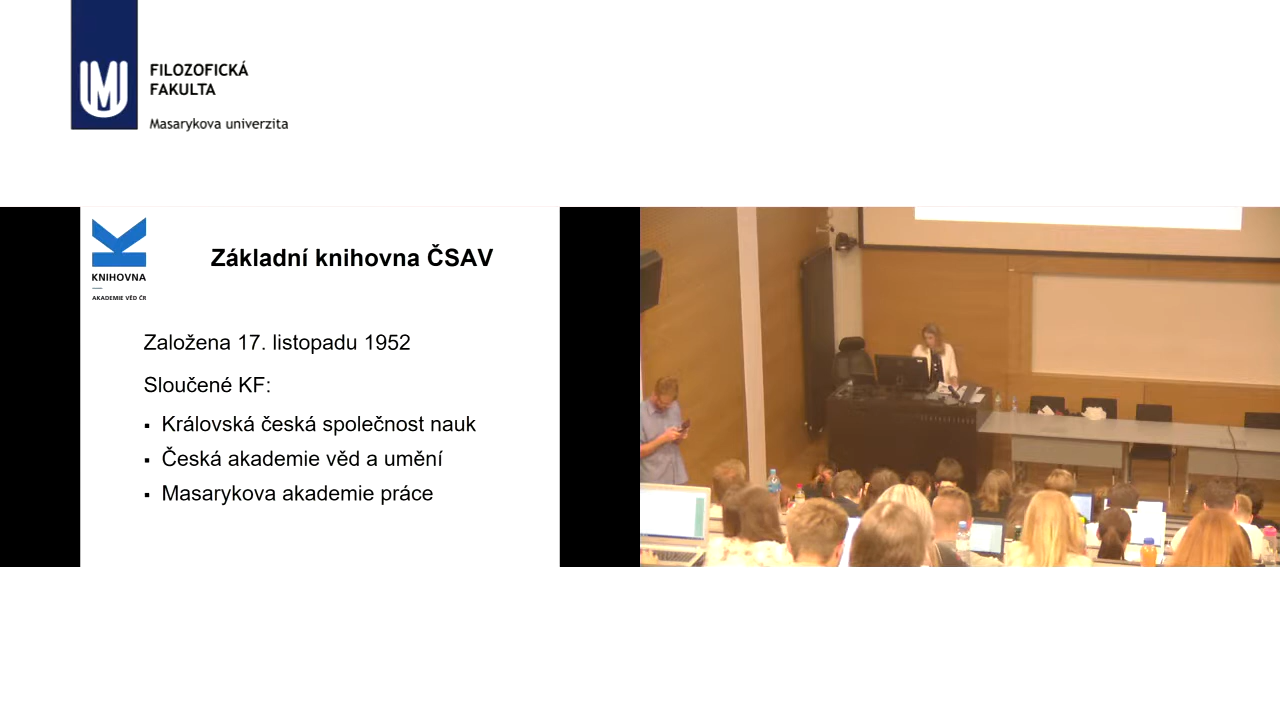 FILOZOFICKÁ
FAKULTA
Masarykova univerzita
KNIHOVNA
AKADEMIE VĚD ČR
Základní knihovna ČSAV
Založena 17. listopadu 1952
Sloučené KF:
▪ Královská česká společnost nauk
▪ Česká akademie věd a umění
▪ Masarykova akademie práce